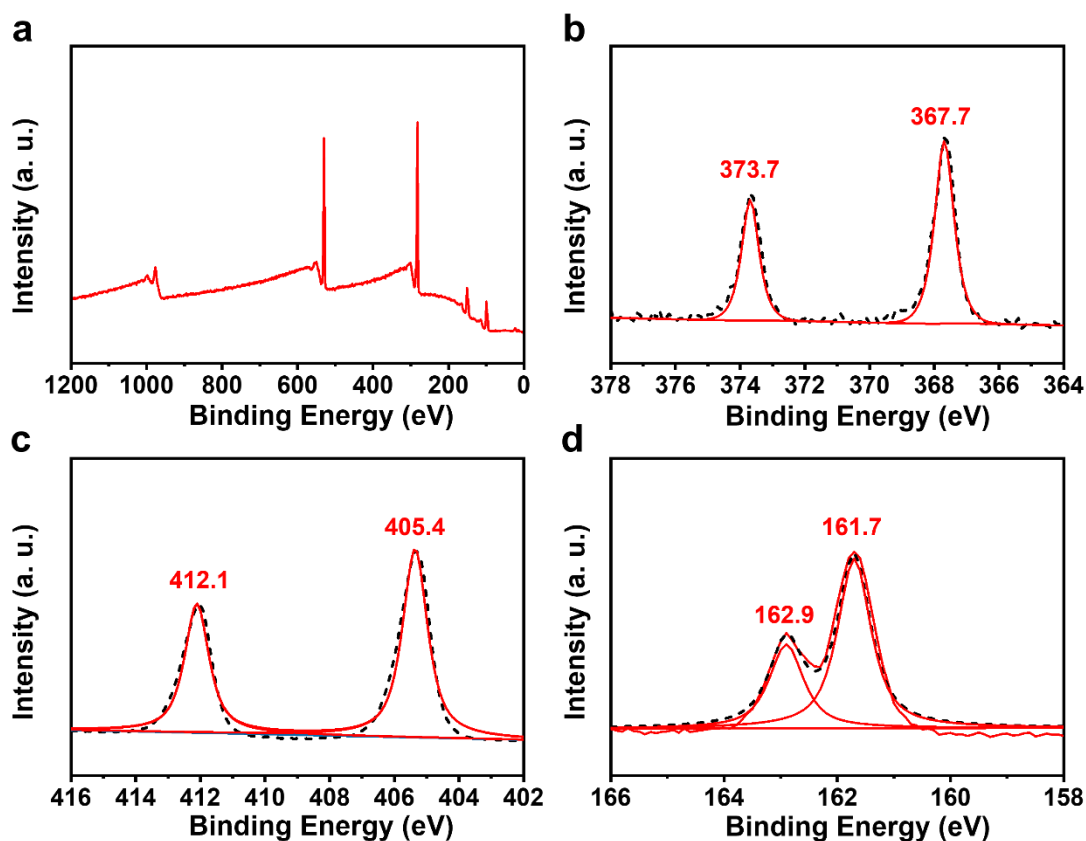 a
Intensity (a. u.)
1200 1000 800 600 400 200 0
Binding Energy (eV)
b
367.7
373.7
Intensity (a. u.)
378 376 374 372 370 368 366 364
Binding Energy (eV)
c
405.4
412.1
Intensity (a. u.)
416 414 412 410 408 406 404 402
Binding Energy (eV)
d
161.7
162.9
Intensity (a. u.)
166 164 162 160 158
Binding Energy (eV)